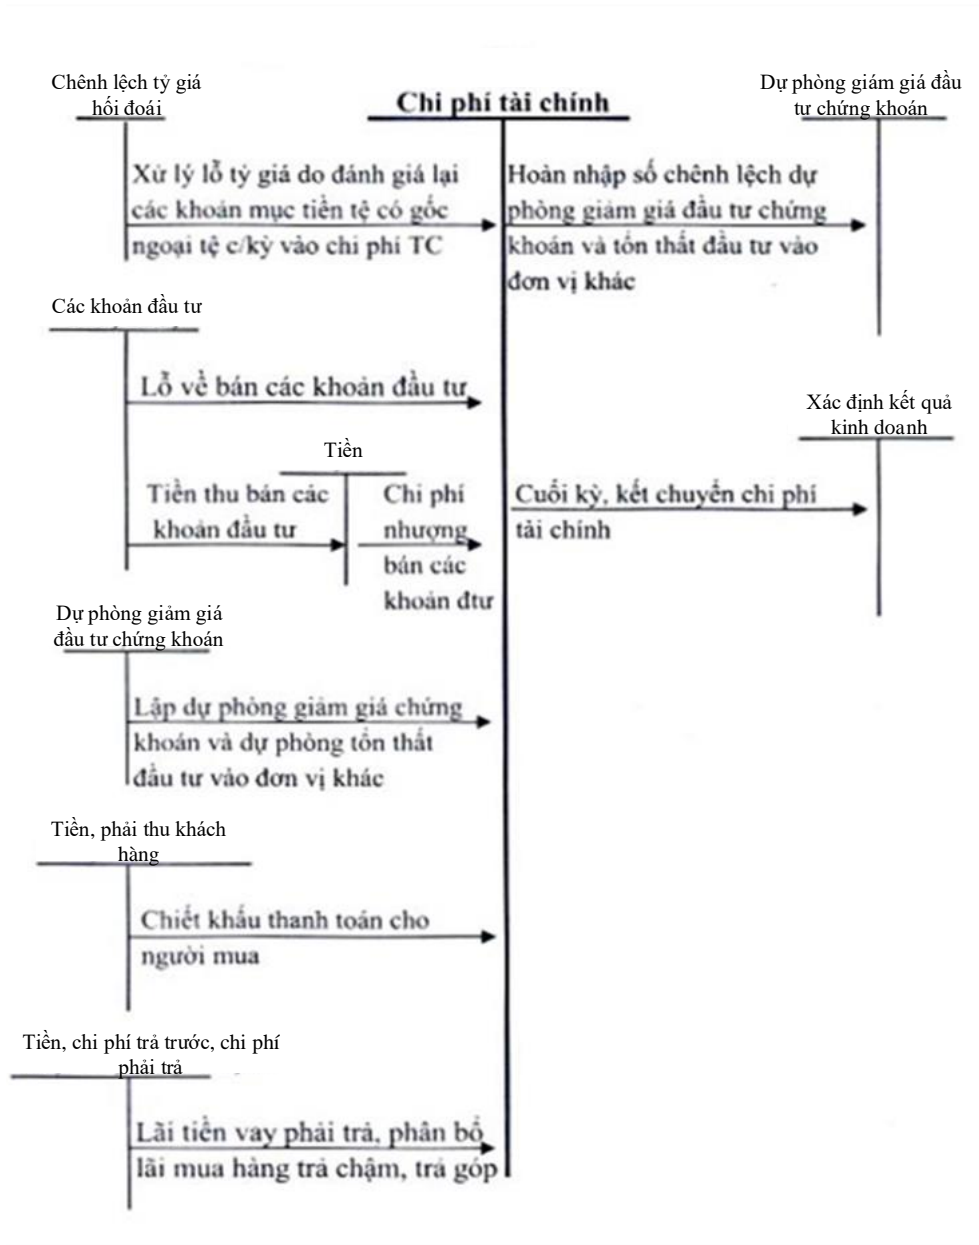 Chênh lệch tỷ giá
hối đoái
Chi phí tài chính
Dự phòng giám giá đầu
tư chứng khoán
Xử lý lỗ tỷ giá do đánh giá lại
các khoản mục tiền tệ có gốc
ngoại tệ c/kỳ vào chi phí TC
Hoàn nhập số chênh lệch dự
phòng giảm giá đầu tư chứng
khoán và tổn thất đầu tư vào
đơn vị khác
Các khoản đầu tư
Lỗ về bán các khoản đầu tư
Tiền
Tiền thu bán các
khoản đầu tư
Chi phí
nhượng
bán các
khoản đtư
Xác định kết quả
kinh doanh
Cuối kỳ, kết chuyển chi phí
tài chính
Dự phòng giảm giá
đầu tư chứng khoán
Lập dự phòng giảm giá chứng
khoán và dự phòng tổn thất
đầu tư vào đơn vị khác
Tiền, phải thu khách
hàng
Chiết khấu thanh toán cho
người mua
Tiền, chi phí trả trước, chi phí
phải trả
Lãi tiền vay phải trả, phân bổ
lãi mua hàng trả chậm, trả góp